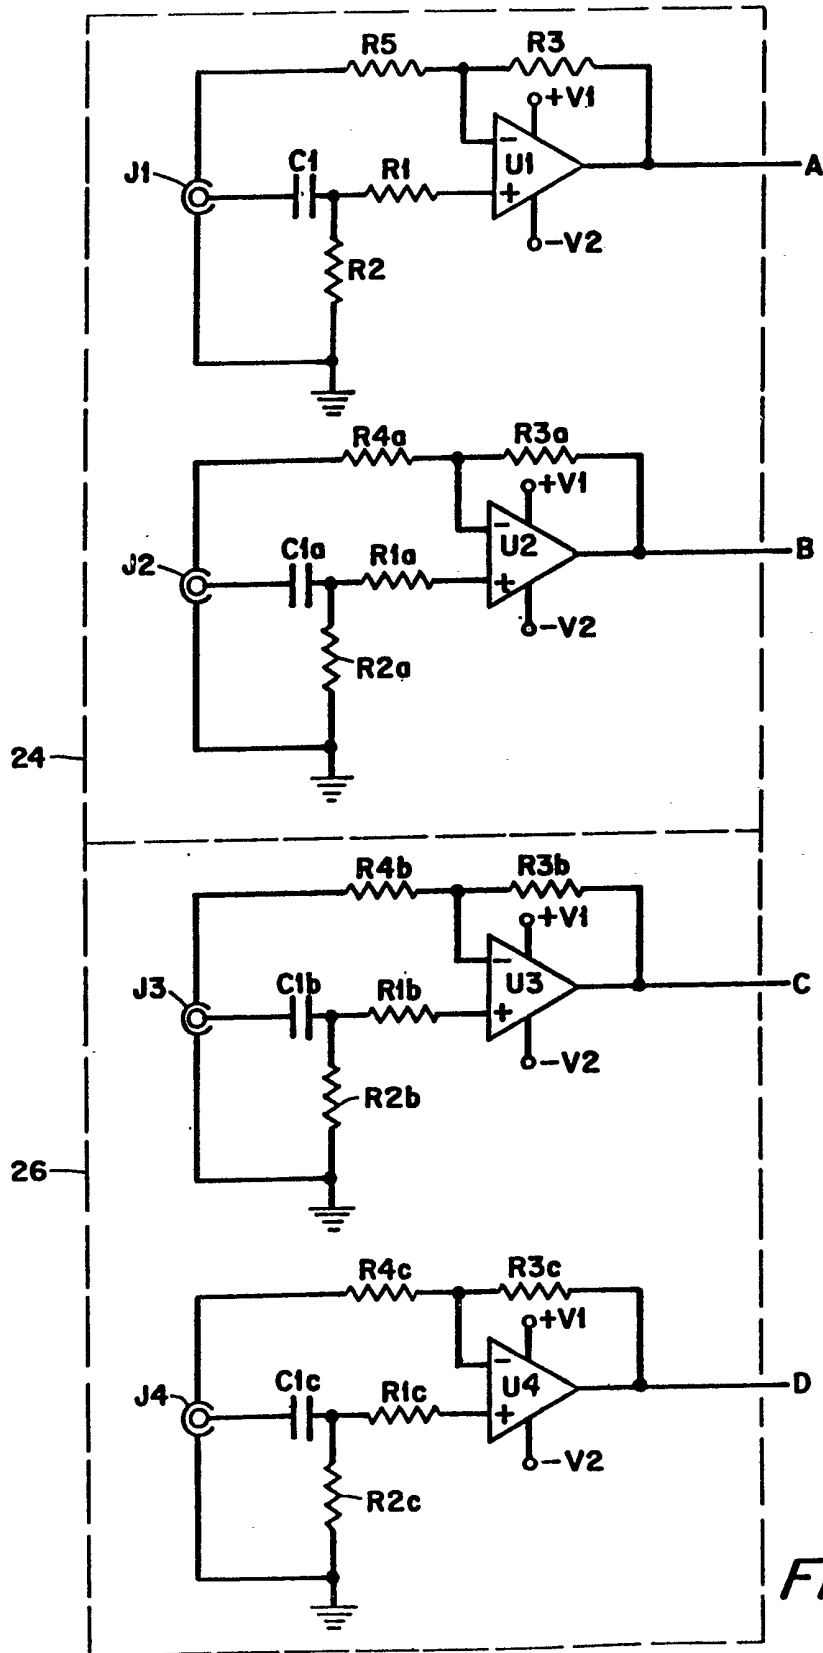 R5 R3
+V1
J1 C1 R1 - U1 A
+
R2 -V2
R4a R3a
+V1
J2 C1a R1a - U2 B
+
-V2
R2a
24
R4b R3b
+V1
J3 C1b R1b - U3 C
+
-V2
R2b
26
R4c R3c
+V1
J4 C1c R1c - U4 D
+
-V2
R2c